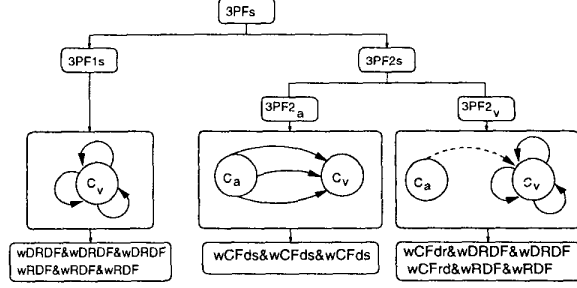 3PFs
3PF1s
3PF2s
3PF2a
3PF2v
Cv
Ca
Cv
Ca
Cv
wDRDF&wDRDF&wDRDF
wRDF&wRDF&wRDF
wCFds&wCFds&wCFds
wCFdr&wDRDF&wDRDF
wCFrd&wRDF&wRDF